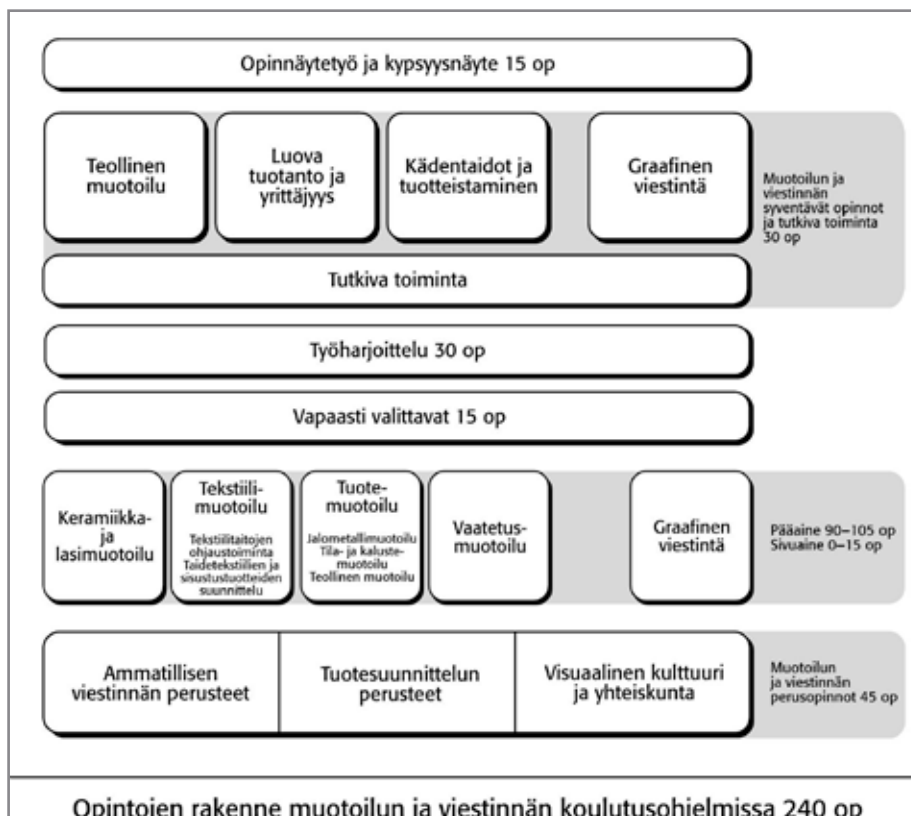 Opinnäytetyö ja kypsyysnäyte 15 op
Teollinen
muotoilu
Luova
tuotanto ja
yrittäjyys
Kädentaidot ja
tuotteistaminen
Graafinen
viestintä
Muotoilun ja
viestinnän
syventävät opinnot
ja tutkiva toiminta
30 op
Tutkiva toiminta
Työharjoittelu 30 op
Vapaasti valittavat 15 op
Keramiikka-
ja
lasimuotoilu
Tekstiili-
muotoilu
Tekstiilitaitojen
ohjaustoiminta
Taidetekstiilien ja
sisustustuotteiden
suunnittelu
Tuote-
muotoilu
Jalometallimuotoilu
Tila- ja kaluste-
muotoilu
Teollinen muotoilu
Vaatetus-
muotoilu
Graafinen
viestintä
Pääaine 90–105 op
Sivuaine 0–15 op
Ammatillisen
viestinnän perusteet
Tuotesuunnittelun
perusteet
Visuaalinen kulttuuri
ja yhteiskunta
Muotoilun
ja viestinnän
perusopinnot 45 op
Opintojen rakenne muotoilun ja viestinnän koulutusohjelmissa 240 op